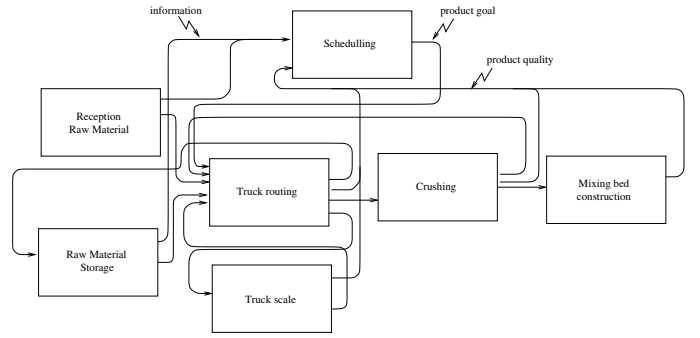 information
product goal
Schedulling
product quality
Reception
Raw Material
Truck routing
Crushing
Mixing bed
construction
Raw Material
Storage
Truck scale